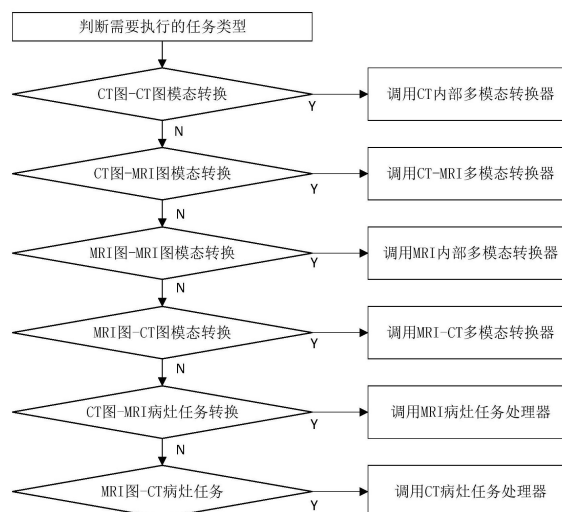 判断需要执行的任务类型
CT图-CT图模态转换
Y
调用CT内部多模态转换器
N
CT图-MRI图模态转换
Y
调用CT-MRI多模态转换器
N
MRI图-MRI图模态转换
Y
调用MRI内部多模态转换器
N
MRI图-CT图模态转换
Y
调用MRI-CT多模态转换器
N
CT图-MRI病灶任务转换
Y
调用MRI病灶任务处理器
N
MRI图-CT病灶任务
Y
调用CT病灶任务处理器